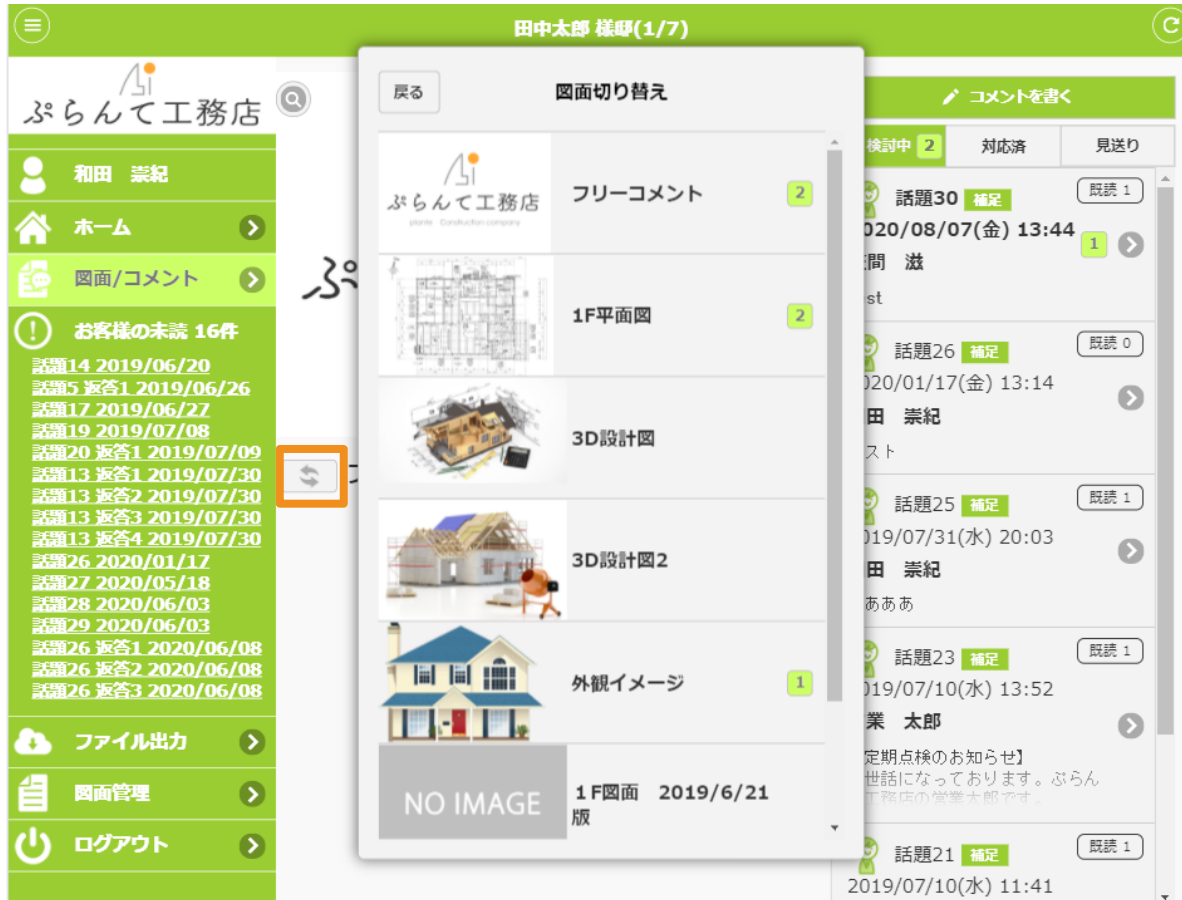 田中太郎 様邸(1/7)
ぷらんて工務店
和田 崇紀
ホーム
図面/コメント
お客様の未読 16件
話題14 2019/06/20
話題5 返答1 2019/06/26
話題17 2019/06/27
話題19 2019/07/08
話題20 返答1 2019/07/09
話題13 返答1 2019/07/30
話題13 返答2 2019/07/30
話題13 返答3 2019/07/30
話題13 返答4 2019/07/30
話題26 2020/01/17
話題27 2020/05/18
話題28 2020/06/03
話題29 2020/06/03
話題26 返答1 2020/06/08
話題26 返答2 2020/06/08
話題26 返答3 2020/06/08
ファイル出力
図面管理
ログアウト
ぷ
戻る
図面切り替え
ぷらんて工務店
plante Construction company
フリーコメント
2
1F平面図
2
3D設計図
3D設計図2
外観イメージ
1
NO IMAGE
1F図面 2019/6/21
版
コメントを書く
検討中 2
対応済
見送り
話題30 補足
既読 1
020/08/07(金) 13:44
1
間 滋
st
話題26 補足
既読 0
020/01/17(金) 13:14
田 崇紀
スト
話題25 補足
既読 1
019/07/31(水) 20:03
田 崇紀
あああ
話題23 補足
既読 1
019/07/10(水) 13:52
業 太郎
定期点検のお知らせ】
世話になっております。ぷらん
工務店の営業太郎です。
話題21 補足
既読 1
2019/07/10(水) 11:41